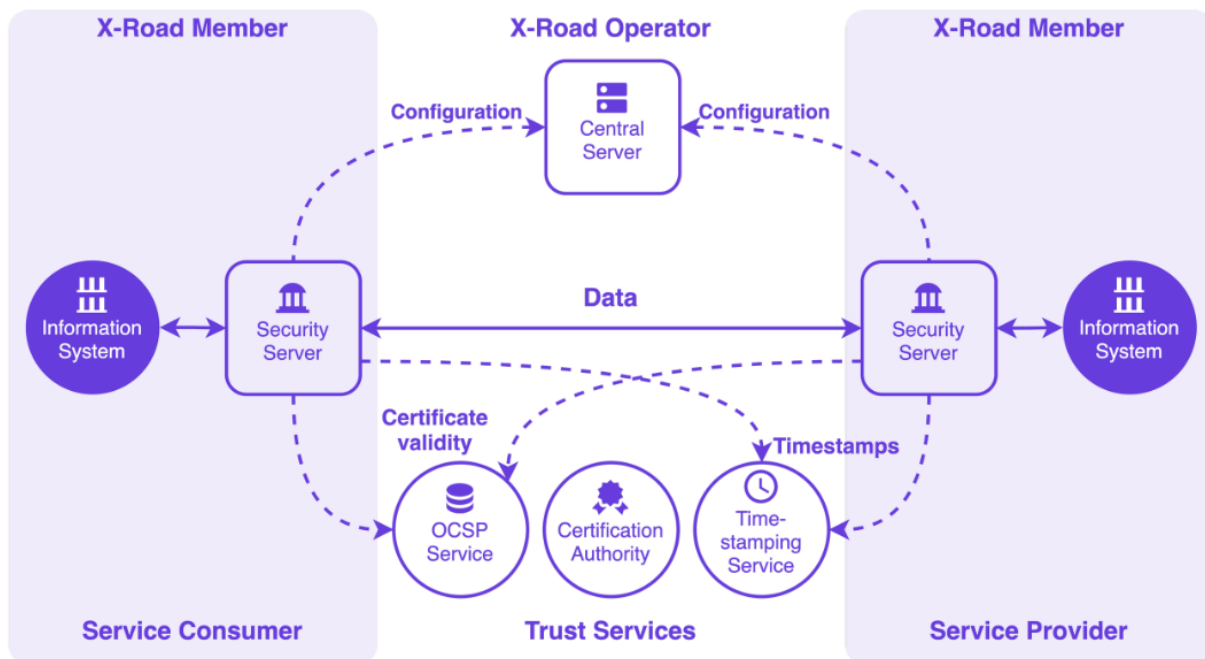 X-Road Member
X-Road Operator
X-Road Member
Configuration
Central
Server
Configuration
Information
System
Security
Server
Data
Security
Server
Information
System
Certificate
validity
Timestamps
OCSP
Service
Certification
Authority
Time-
stamping
Service
Service Consumer
Trust Services
Service Provider